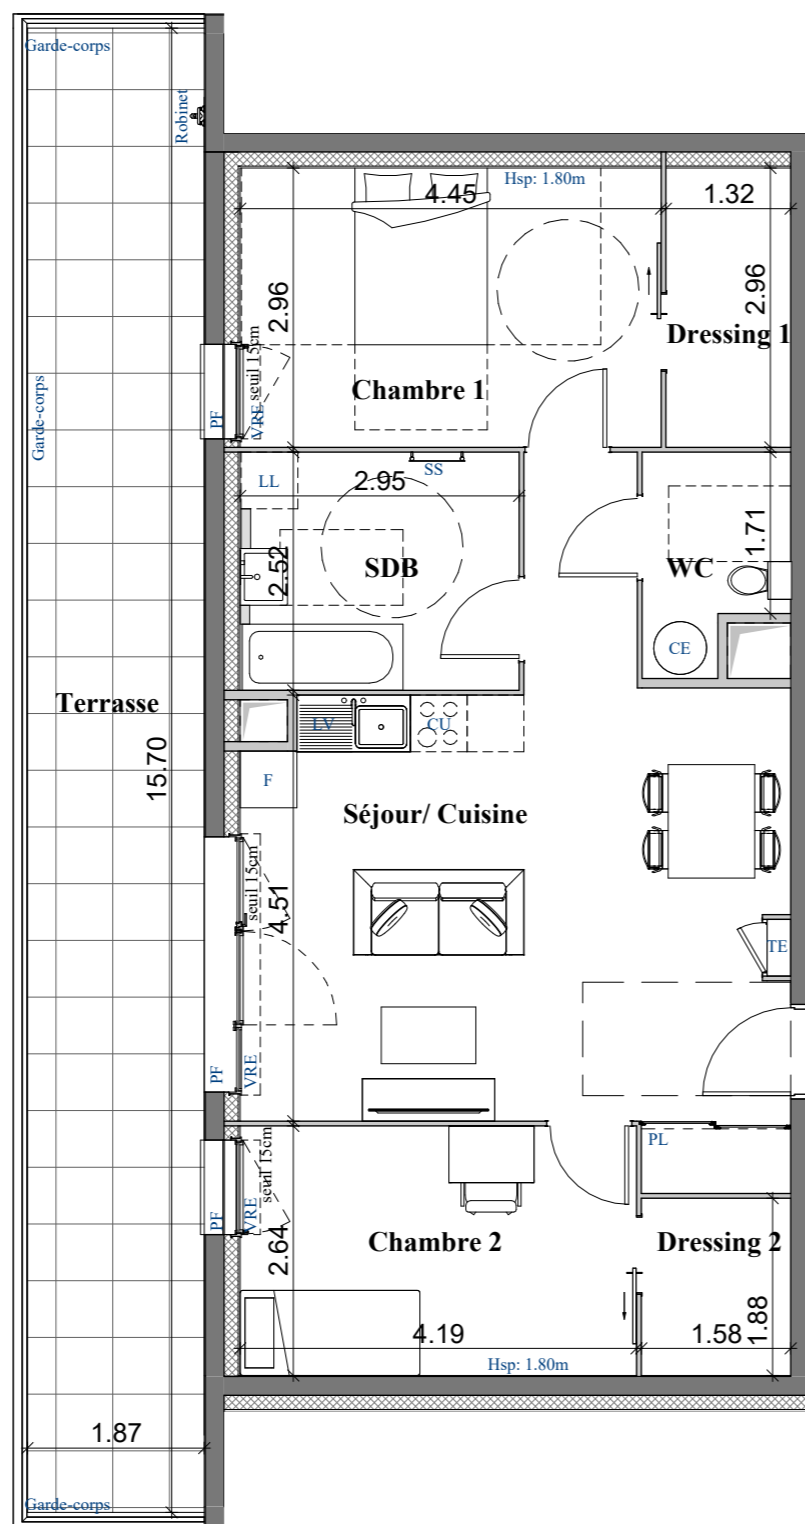 Garde-corps
Robinet
Hsp: 1.80m
4.45
1.32
2.96
2.96
Dressing 1
Chambre 1
seuil 15cm
PF
VRE
Garde-corps
LL
2.95
SS
2.52
SDB
1.71
WC
CE
Terrasse
15.70
LV
CU
F
Séjour/ Cuisine
seuil 15cm
4.51
TE
PF
VRE
PL
seuil 15cm
PF
VRE
2.64
Chambre 2
Dressing 2
4.19
1.58
1.88
Hsp: 1.80m
1.87
Garde-corps